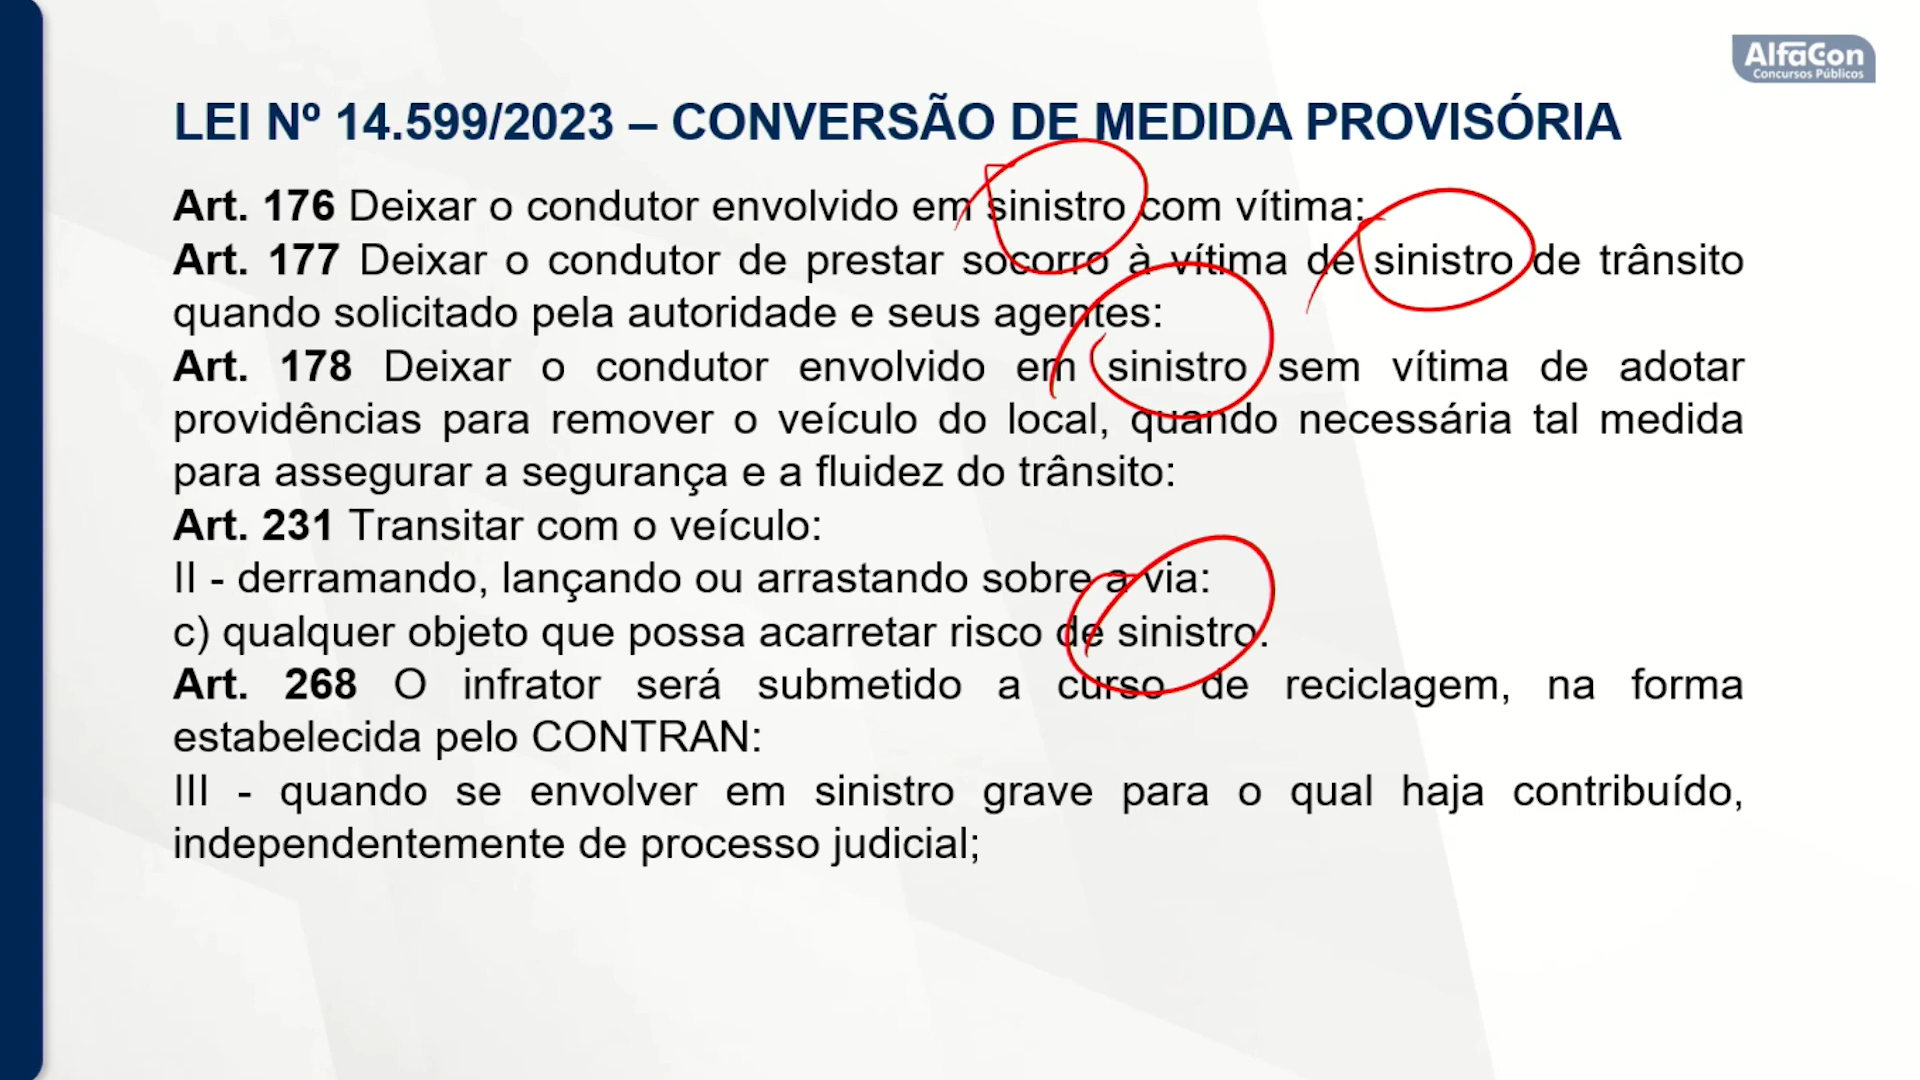 AlfaCon
Concursos Públicos
LEI Nº 14.599/2023 – CONVERSÃO DE MEDIDA PROVISÓRIA
Art. 176 Deixar o condutor envolvido em sinistro com vítima:
Art. 177 Deixar o condutor de prestar socorro à vítima de sinistro de trânsito
quando solicitado pela autoridade e seus agentes:
Art. 178 Deixar o condutor envolvido em sinistro sem vítima de adotar
providências para remover o veículo do local, quando necessária tal medida
para assegurar a segurança e a fluidez do trânsito:
Art. 231 Transitar com o veículo:
II - derramando, lançando ou arrastando sobre a via:
c) qualquer objeto que possa acarretar risco de sinistro.
Art. 268 O infrator será submetido a curso de reciclagem, na forma
estabelecida pelo CONTRAN:
III - quando se envolver em sinistro grave para o qual haja contribuído,
independentemente de processo judicial;